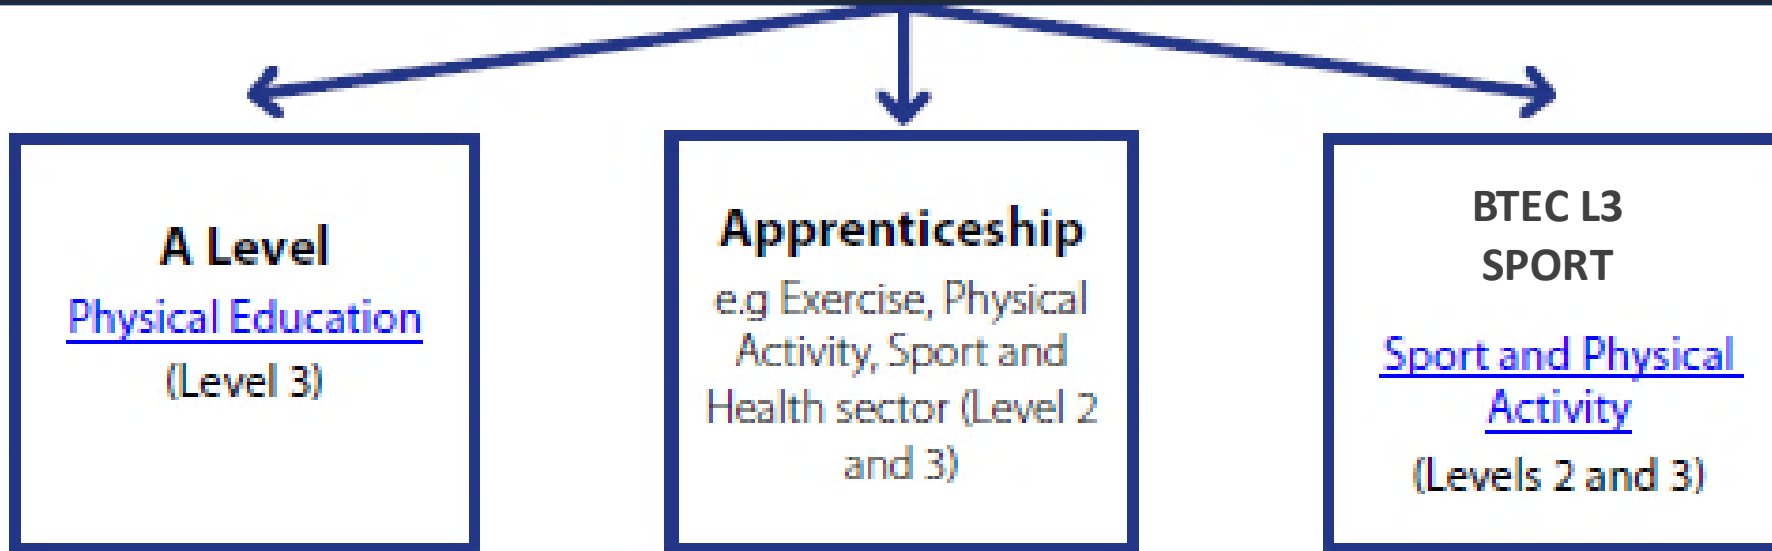 A Level
Physical Education
(Level 3)
Apprenticeship
e.g Exercise, Physical
Activity, Sport and
Health sector (Level 2
and 3)
BTEC L3
SPORT
Sport and Physical
Activity
(Levels 2 and 3)